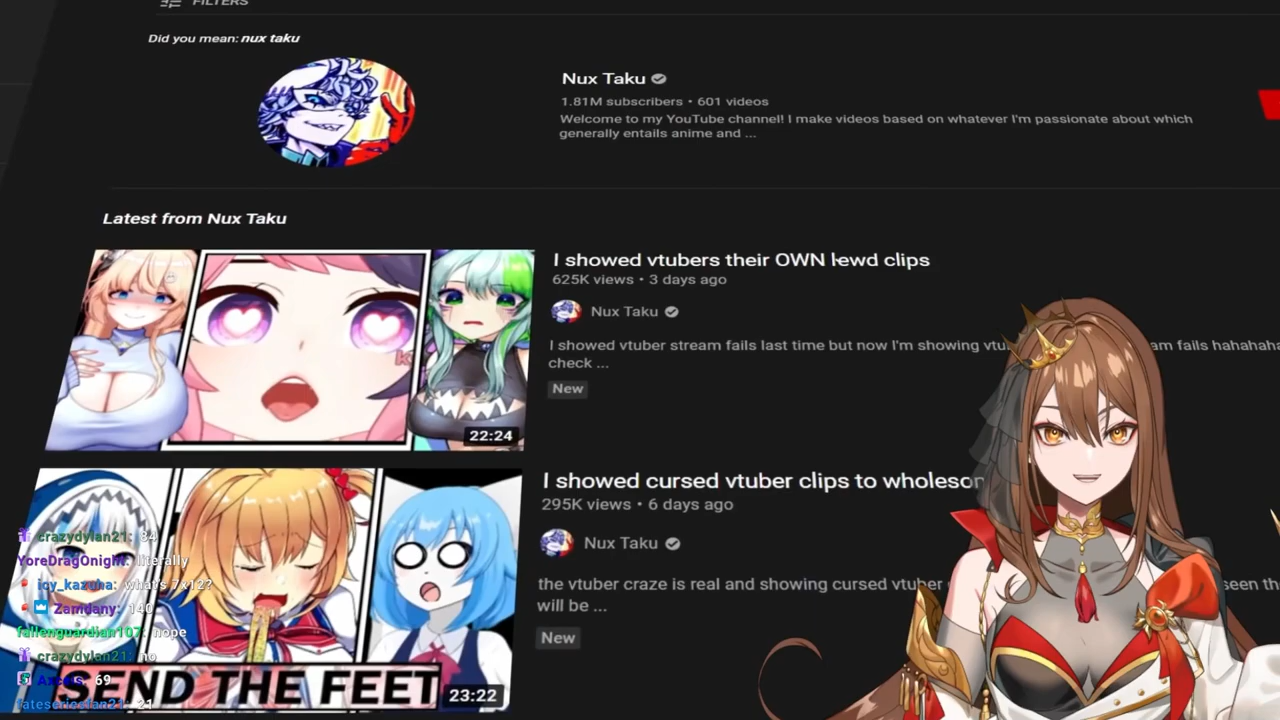 FILTERS
Did you mean: nux taku
Nux Taku
1.81M subscribers • 601 videos
Welcome to my YouTube channel! I make videos based on whatever I'm passionate about which
generally entails anime and ...
Latest from Nux Taku
I showed vtubers their OWN lewd clips
625K views • 3 days ago
Nux Taku
I showed vtuber stream fails last time but now I'm showing vtu am fails hahahaha
check ...
New
22:24
I showed cursed vtuber clips to wholesor
295K views • 6 days ago
Nux Taku
the vtuber craze is real and showing cursed vtuber seen th
will be ...
New
SEND THE FEET
23:22
crazydylan21: 84
YoreDragOnight: literally
icy_kazuha: what's 7x12?
Zamdany: 140
fallenguardian107: nope
crazydylan21: no
69
21